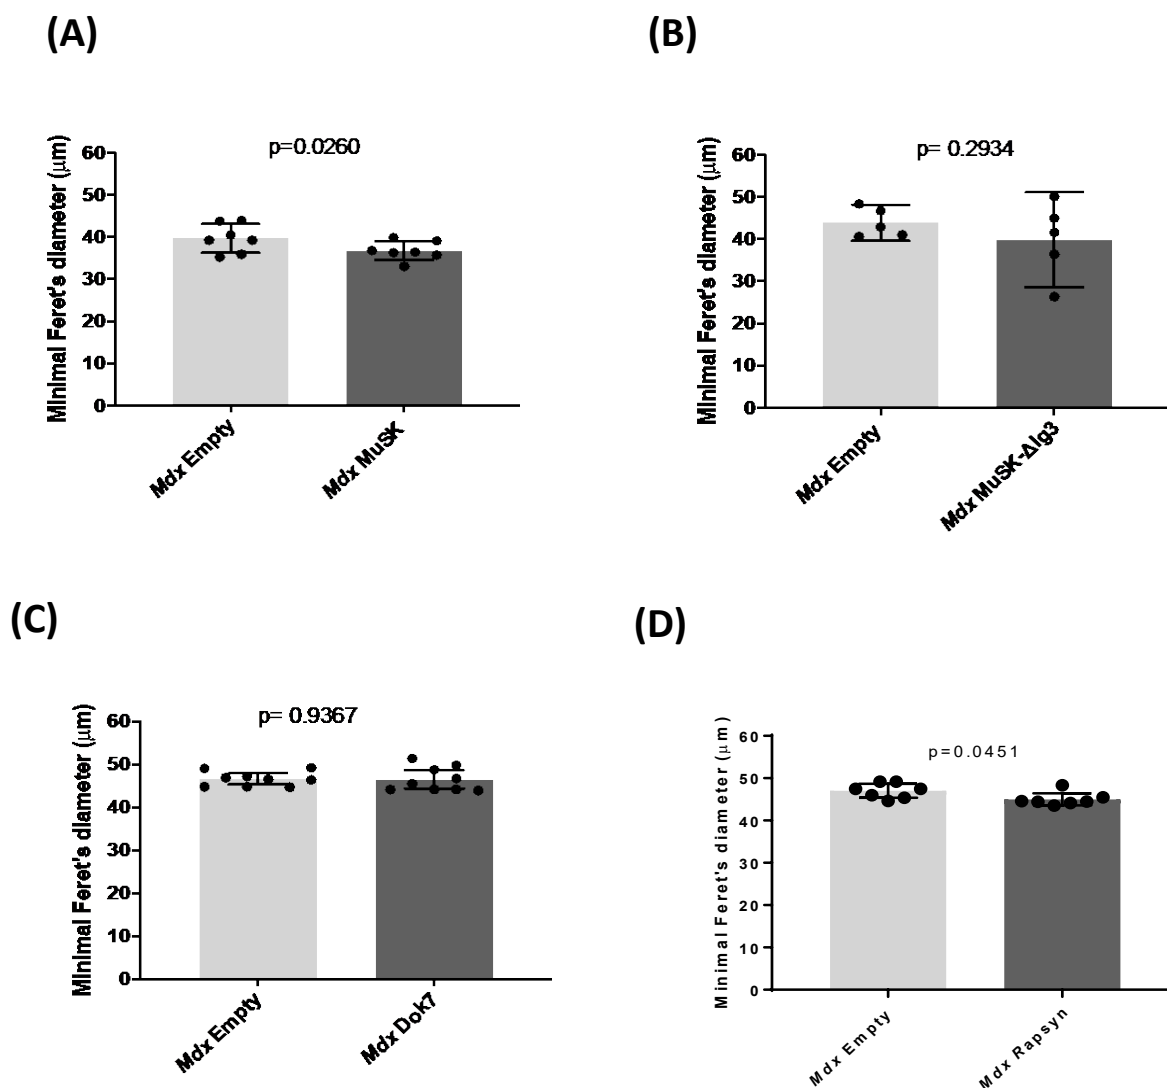 (A)
p=0.0260
Minimal Feret's diameter (μm)
60
50
40
30
20
10
0
Mdx Empty
Mdx MuSK
(B)
p= 0.2934
Minimal Feret's diameter (μm)
60
50
40
30
20
10
0
Mdx Empty
Mdx MuSK-ΔIg3
(C)
p= 0.9367
Minimal Feret's diameter (μm)
60
50
40
30
20
10
0
Mdx Empty
Mdx Dok7
(D)
p=0.0451
Minimal Feret's diameter (μm)
60
50
40
30
20
10
0
Mdx Empty
Mdx Rapsyn